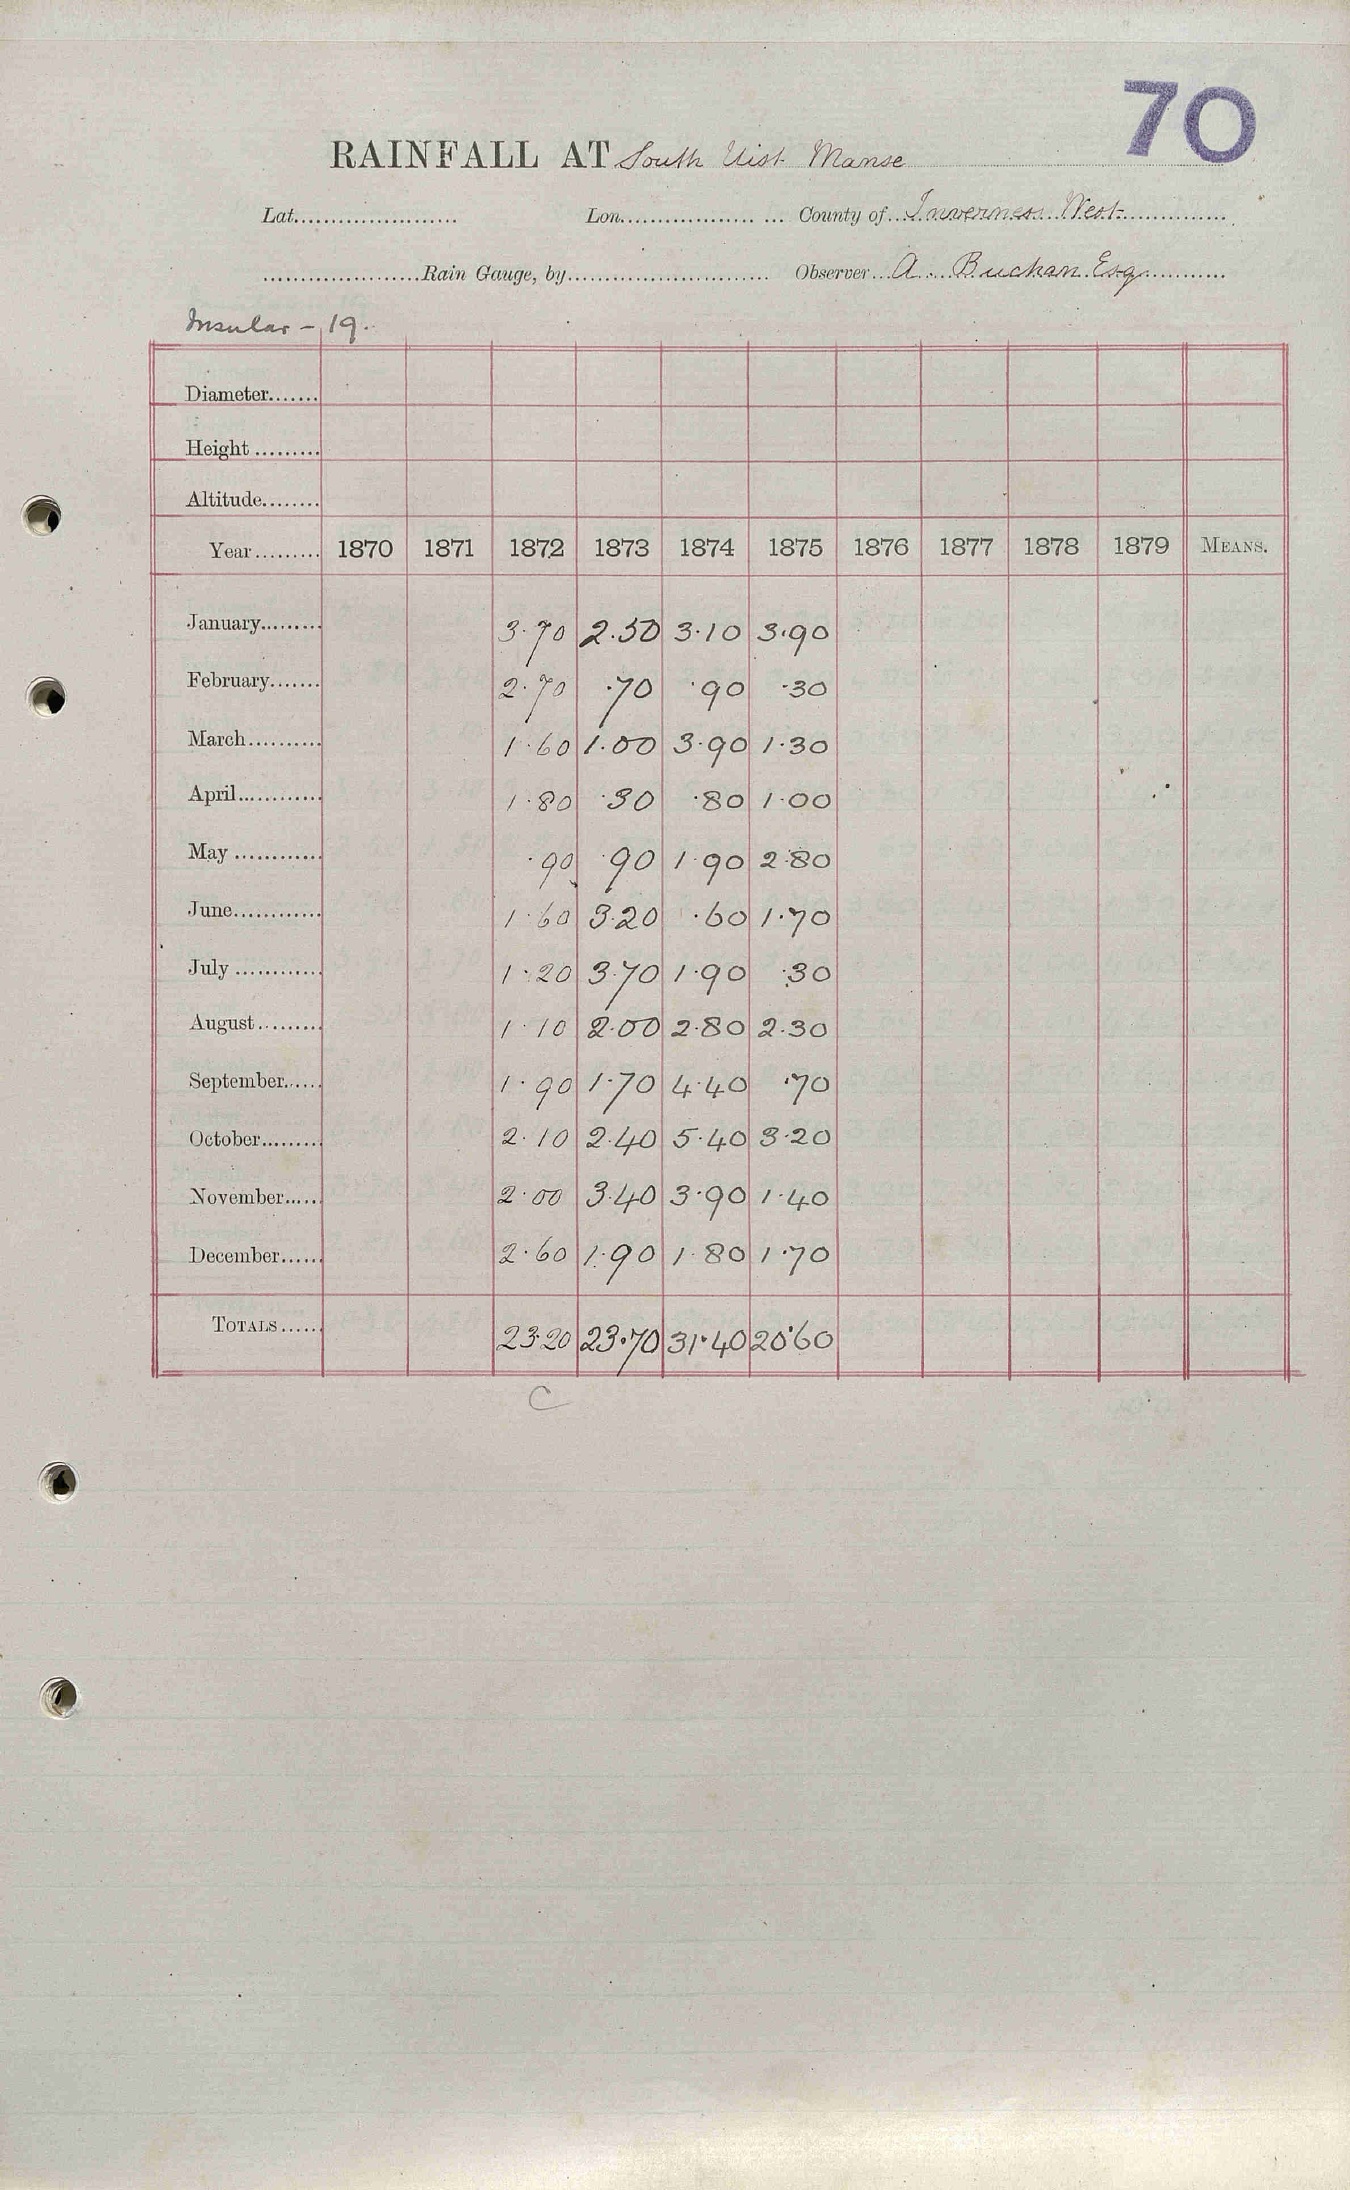 70
RAINFALL AT South Uist Manse
Lat. Lon. County of Inverness West
Rain Gauge, by Observer A. Buchan Esq
Insular - 19.
Diameter
Height
Altitude
Year 1870 1871 1872 1873 1874 1875 1876 1877 1878 1879 MEANS.
January 3.70 2.50 3.10 3.90
February 2.70 .70 .90 .30
March 1.60 1.00 3.90 1.30
April 1.80 .30 .80 1.00
May .90 .90 1.90 2.80
June 1.60 3.20 .60 1.70
July 1.20 3.70 1.90 .30
August 1.10 2.00 2.80 2.30
September 1.90 1.70 4.40 .70
October 2.10 2.40 5.40 3.20
November 2.00 3.40 3.90 1.40
December 2.60 1.90 1.80 1.70
TOTALS 23.20 23.70 31.40 20.60
C